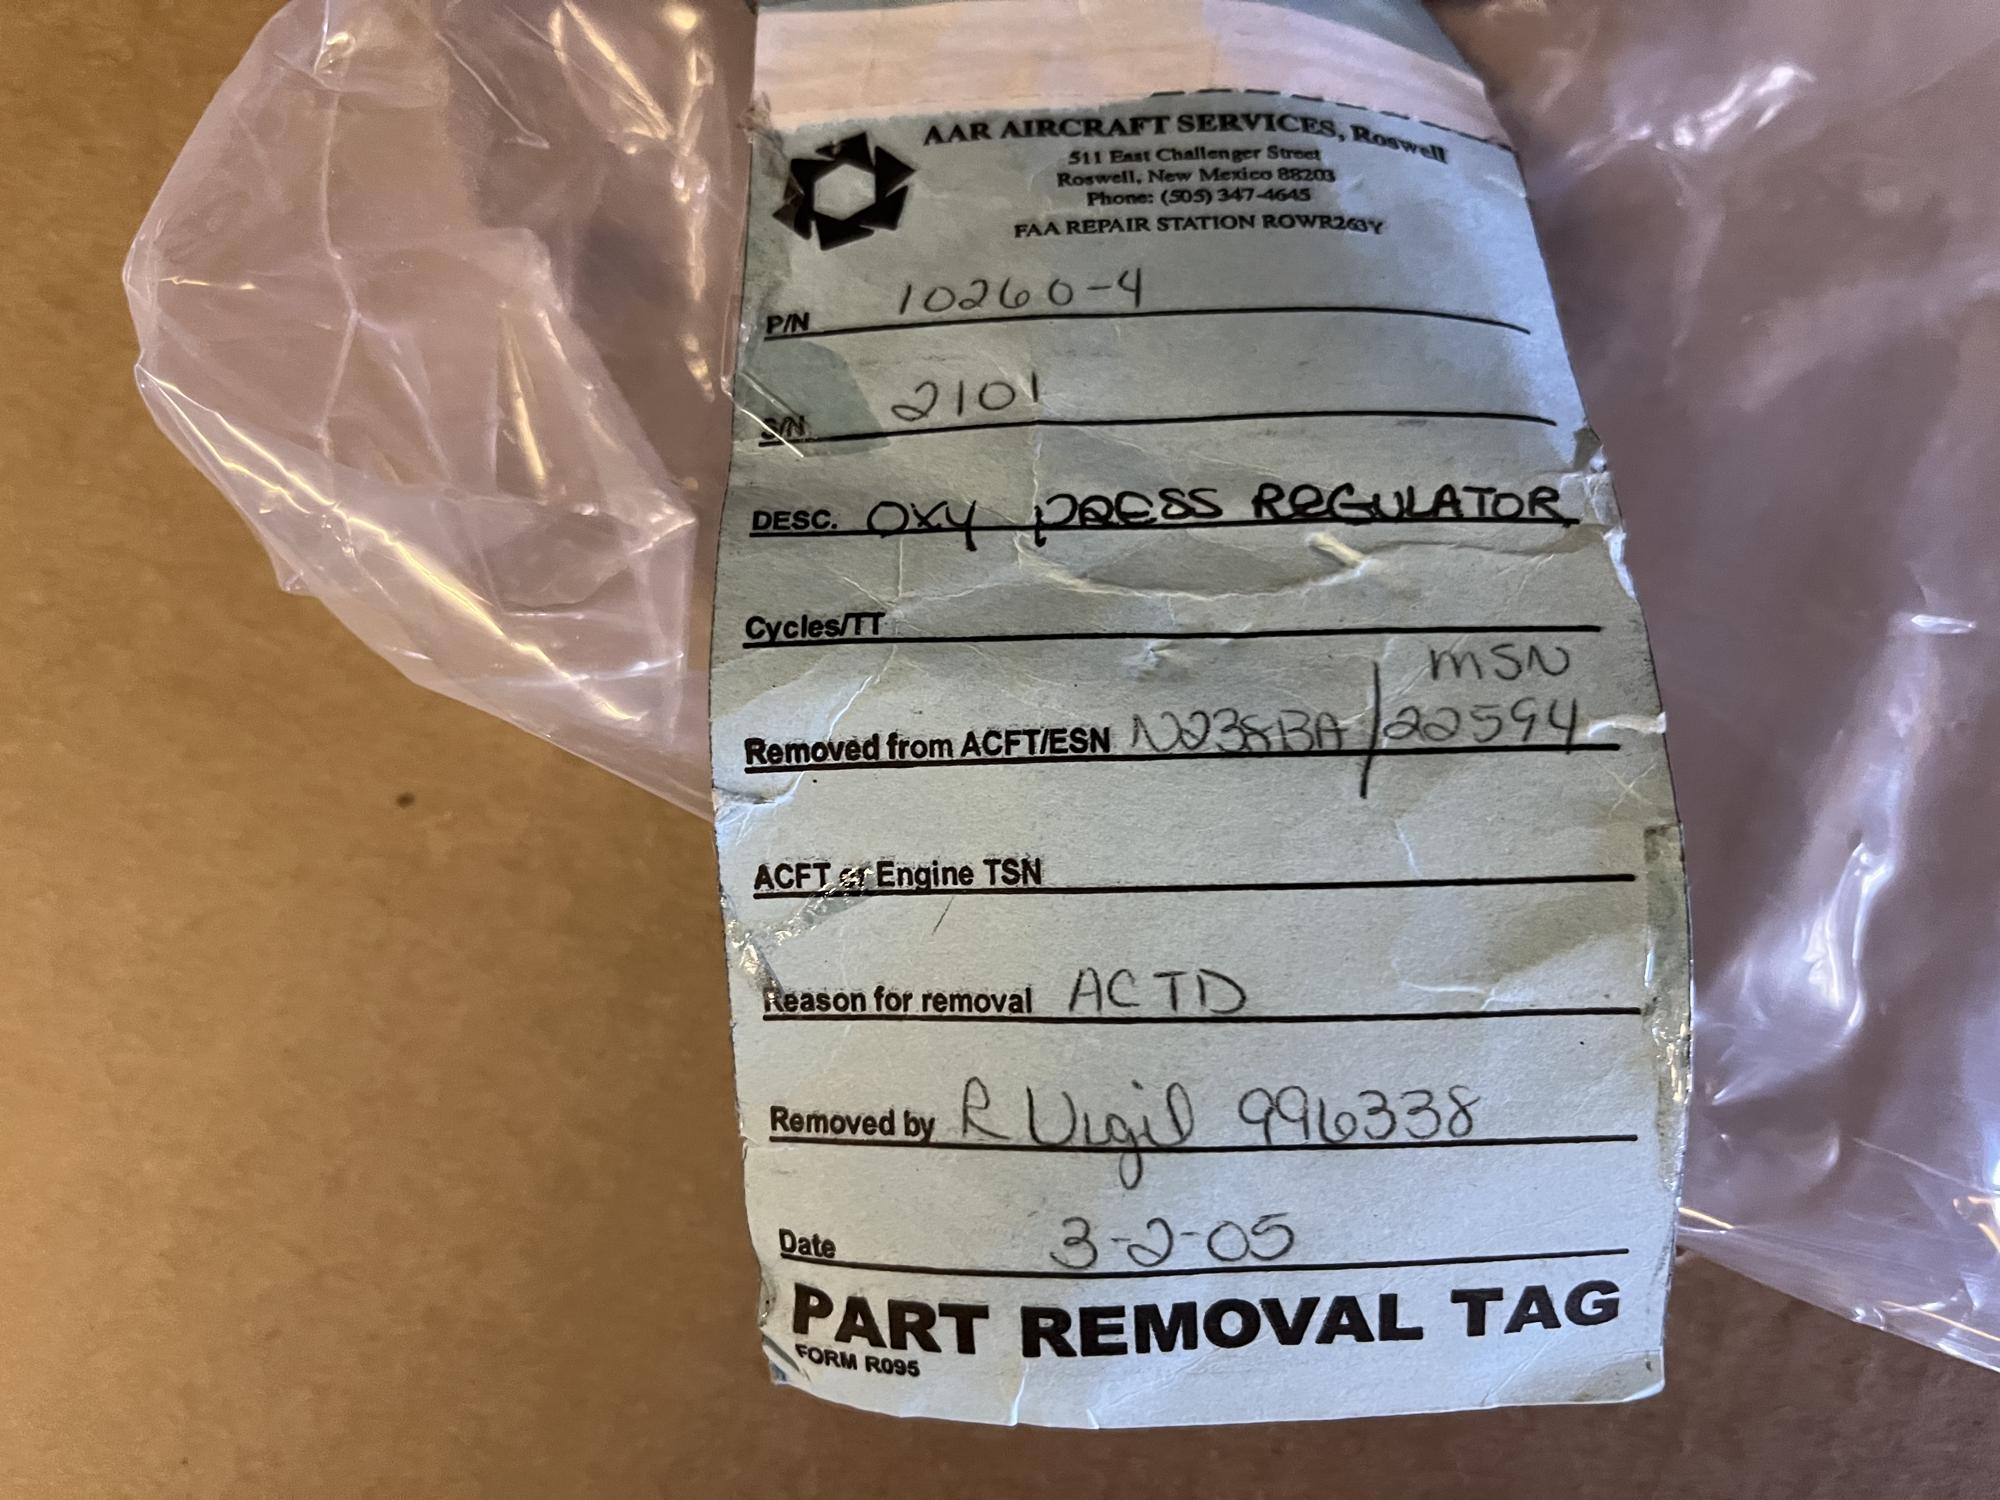 AAR AIRCRAFT SERVICES, Roswell
511 East Challenger Street
Roswell, New Mexico 88203
Phone: (505) 347-4645
FAA REPAIR STATION ROWR263Y
P/N 10260-4
S/N 2101
DESC. OXY PRESS REGULATOR
Cycles/TT
MSN
Removed from ACFT/ESN N238BA/22594
ACFT or Engine TSN
Reason for removal ACTD
Removed by R Vigil 996338
Date 3-2-05
PART REMOVAL TAG
FORM R095